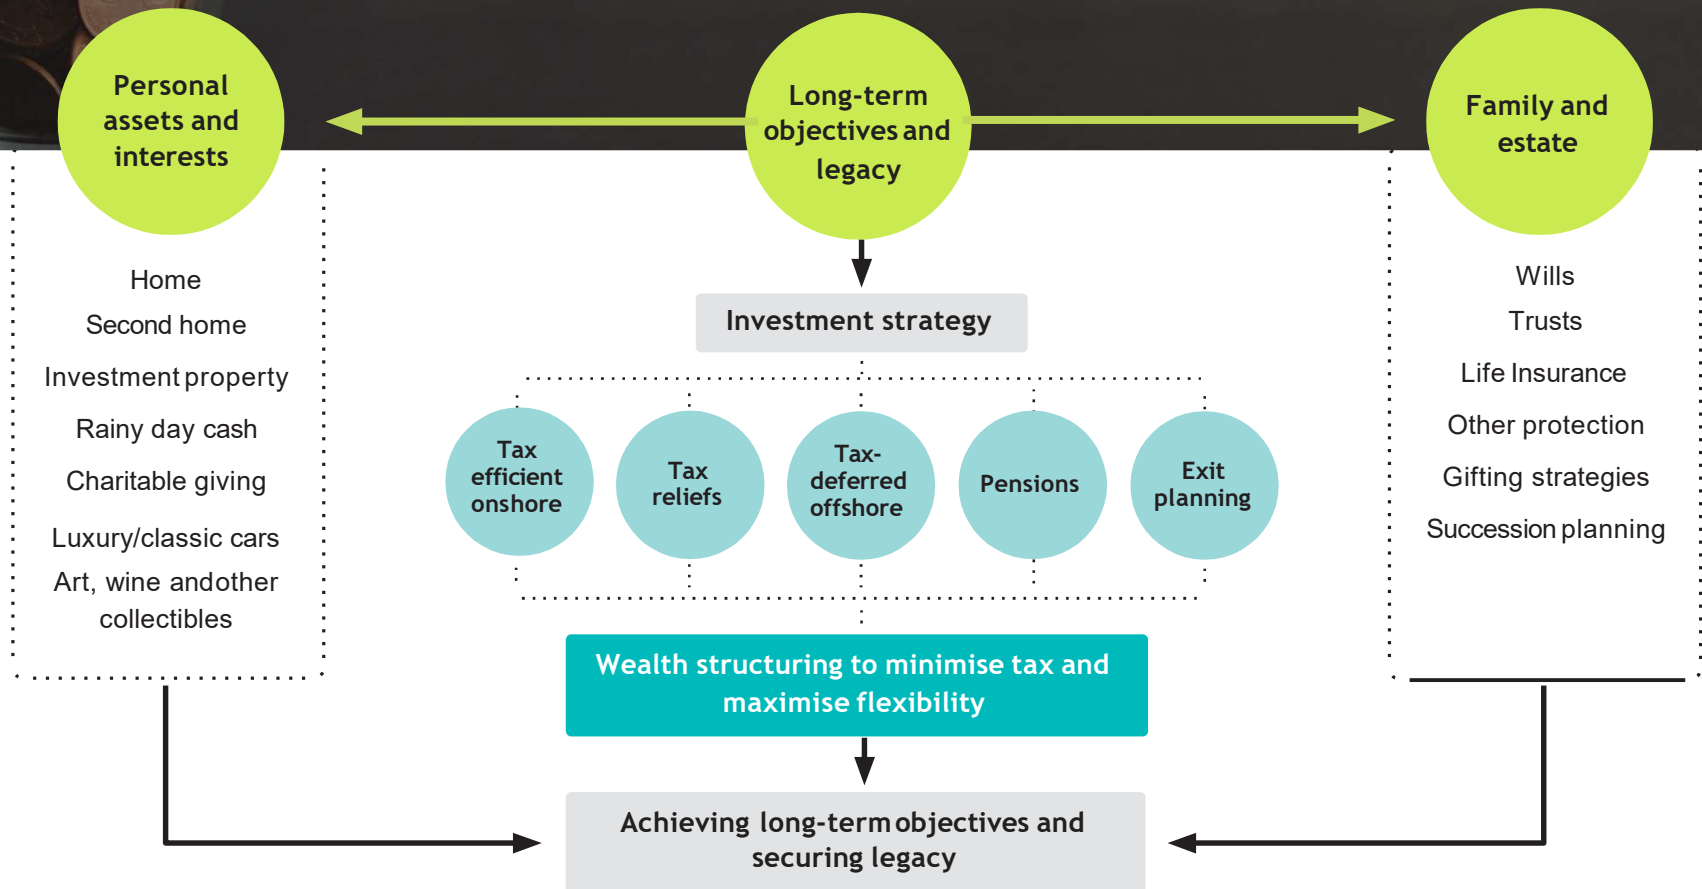 Personal
assets and
interests
Long-term
objectives and
legacy
Family and
estate
Home
Second home
Investment property
Rainy day cash
Charitable giving
Luxury/classic cars
Art, wine andother
collectibles
Investment strategy
Tax
efficient
onshore
Tax
reliefs
Tax-
deferred
offshore
Pensions
Exit
planning
Wealth structuring to minimise tax and
maximise flexibility
Achieving long-term objectives and
securing legacy
Wills
Trusts
Life Insurance
Other protection
Gifting strategies
Succession planning